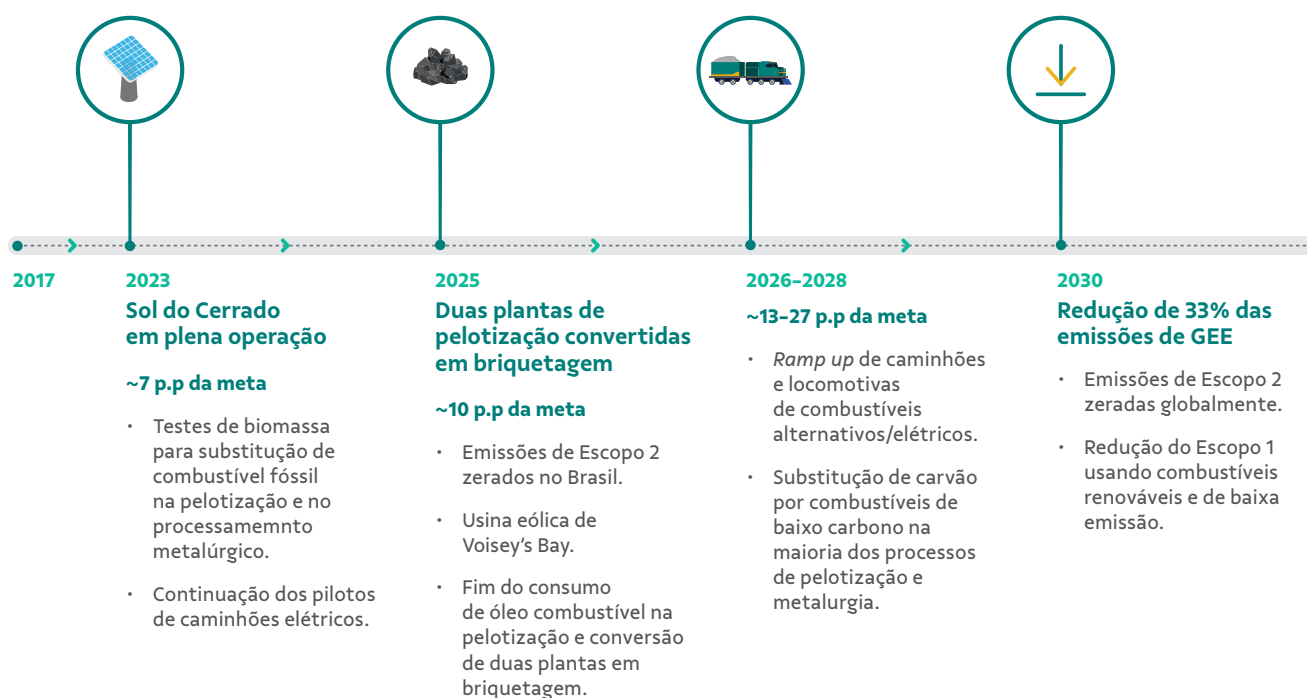 2017
2023
Sol do Cerrado
em plena operação
~7 p.p da meta
• Testes de biomassa
para substituição de
combustível fóssil
na pelotização e no
processamemnto
metalúrgico.
• Continuação dos pilotos
de caminhões elétricos.
2025
Duas plantas de
pelotização convertidas
em briquetagem
~10 p.p da meta
• Emissões de Escopo 2
zerados no Brasil.
• Usina eólica de
Voisey's Bay.
• Fim do consumo
de óleo combustível na
pelotização e conversão
de duas plantas em
briquetagem.
2026–2028
~13–27 p.p da meta
• Ramp up de caminhões
e locomotivas
de combustíveis
alternativos/elétricos.
• Substituição de carvão
por combustíveis de
baixo carbono na
maioria dos processos
de pelotização e
metalurgia.
2030
Redução de 33% das
emissões de GEE
• Emissões de Escopo 2
zeradas globalmente.
• Redução do Escopo 1
usando combustíveis
renováveis e de baixa
emissão.